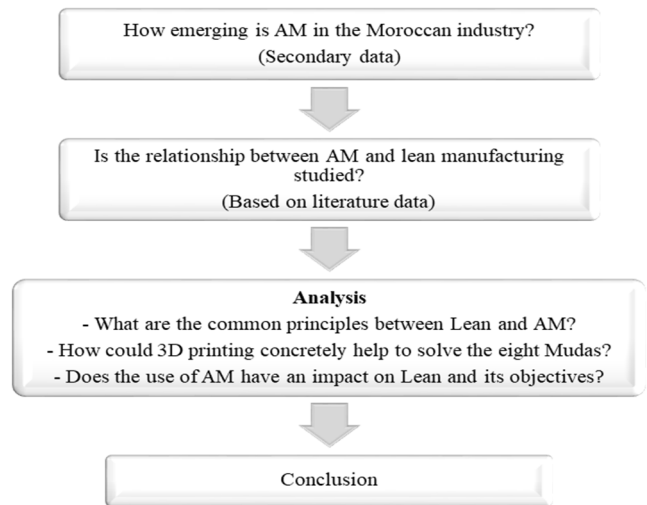 How emerging is AM in the Moroccan industry?
(Secondary data)
Is the relationship between AM and lean manufacturing
studied?
(Based on literature data)
Analysis
- What are the common principles between Lean and AM?
- How could 3D printing concretely help to solve the eight Mudas?
- Does the use of AM have an impact on Lean and its objectives?
Conclusion